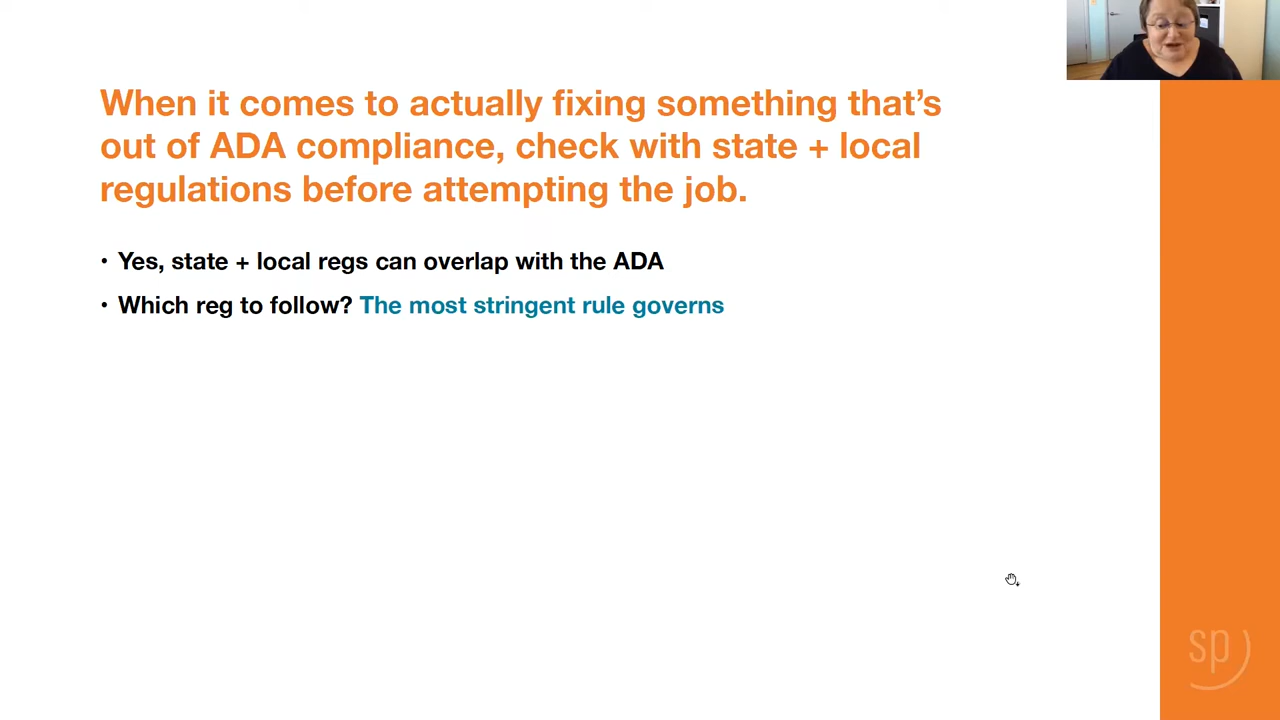 When it comes to actually fixing something that’s
out of ADA compliance, check with state + local
regulations before attempting the job.
• Yes, state + local regs can overlap with the ADA
• Which reg to follow? The most stringent rule governs
sp